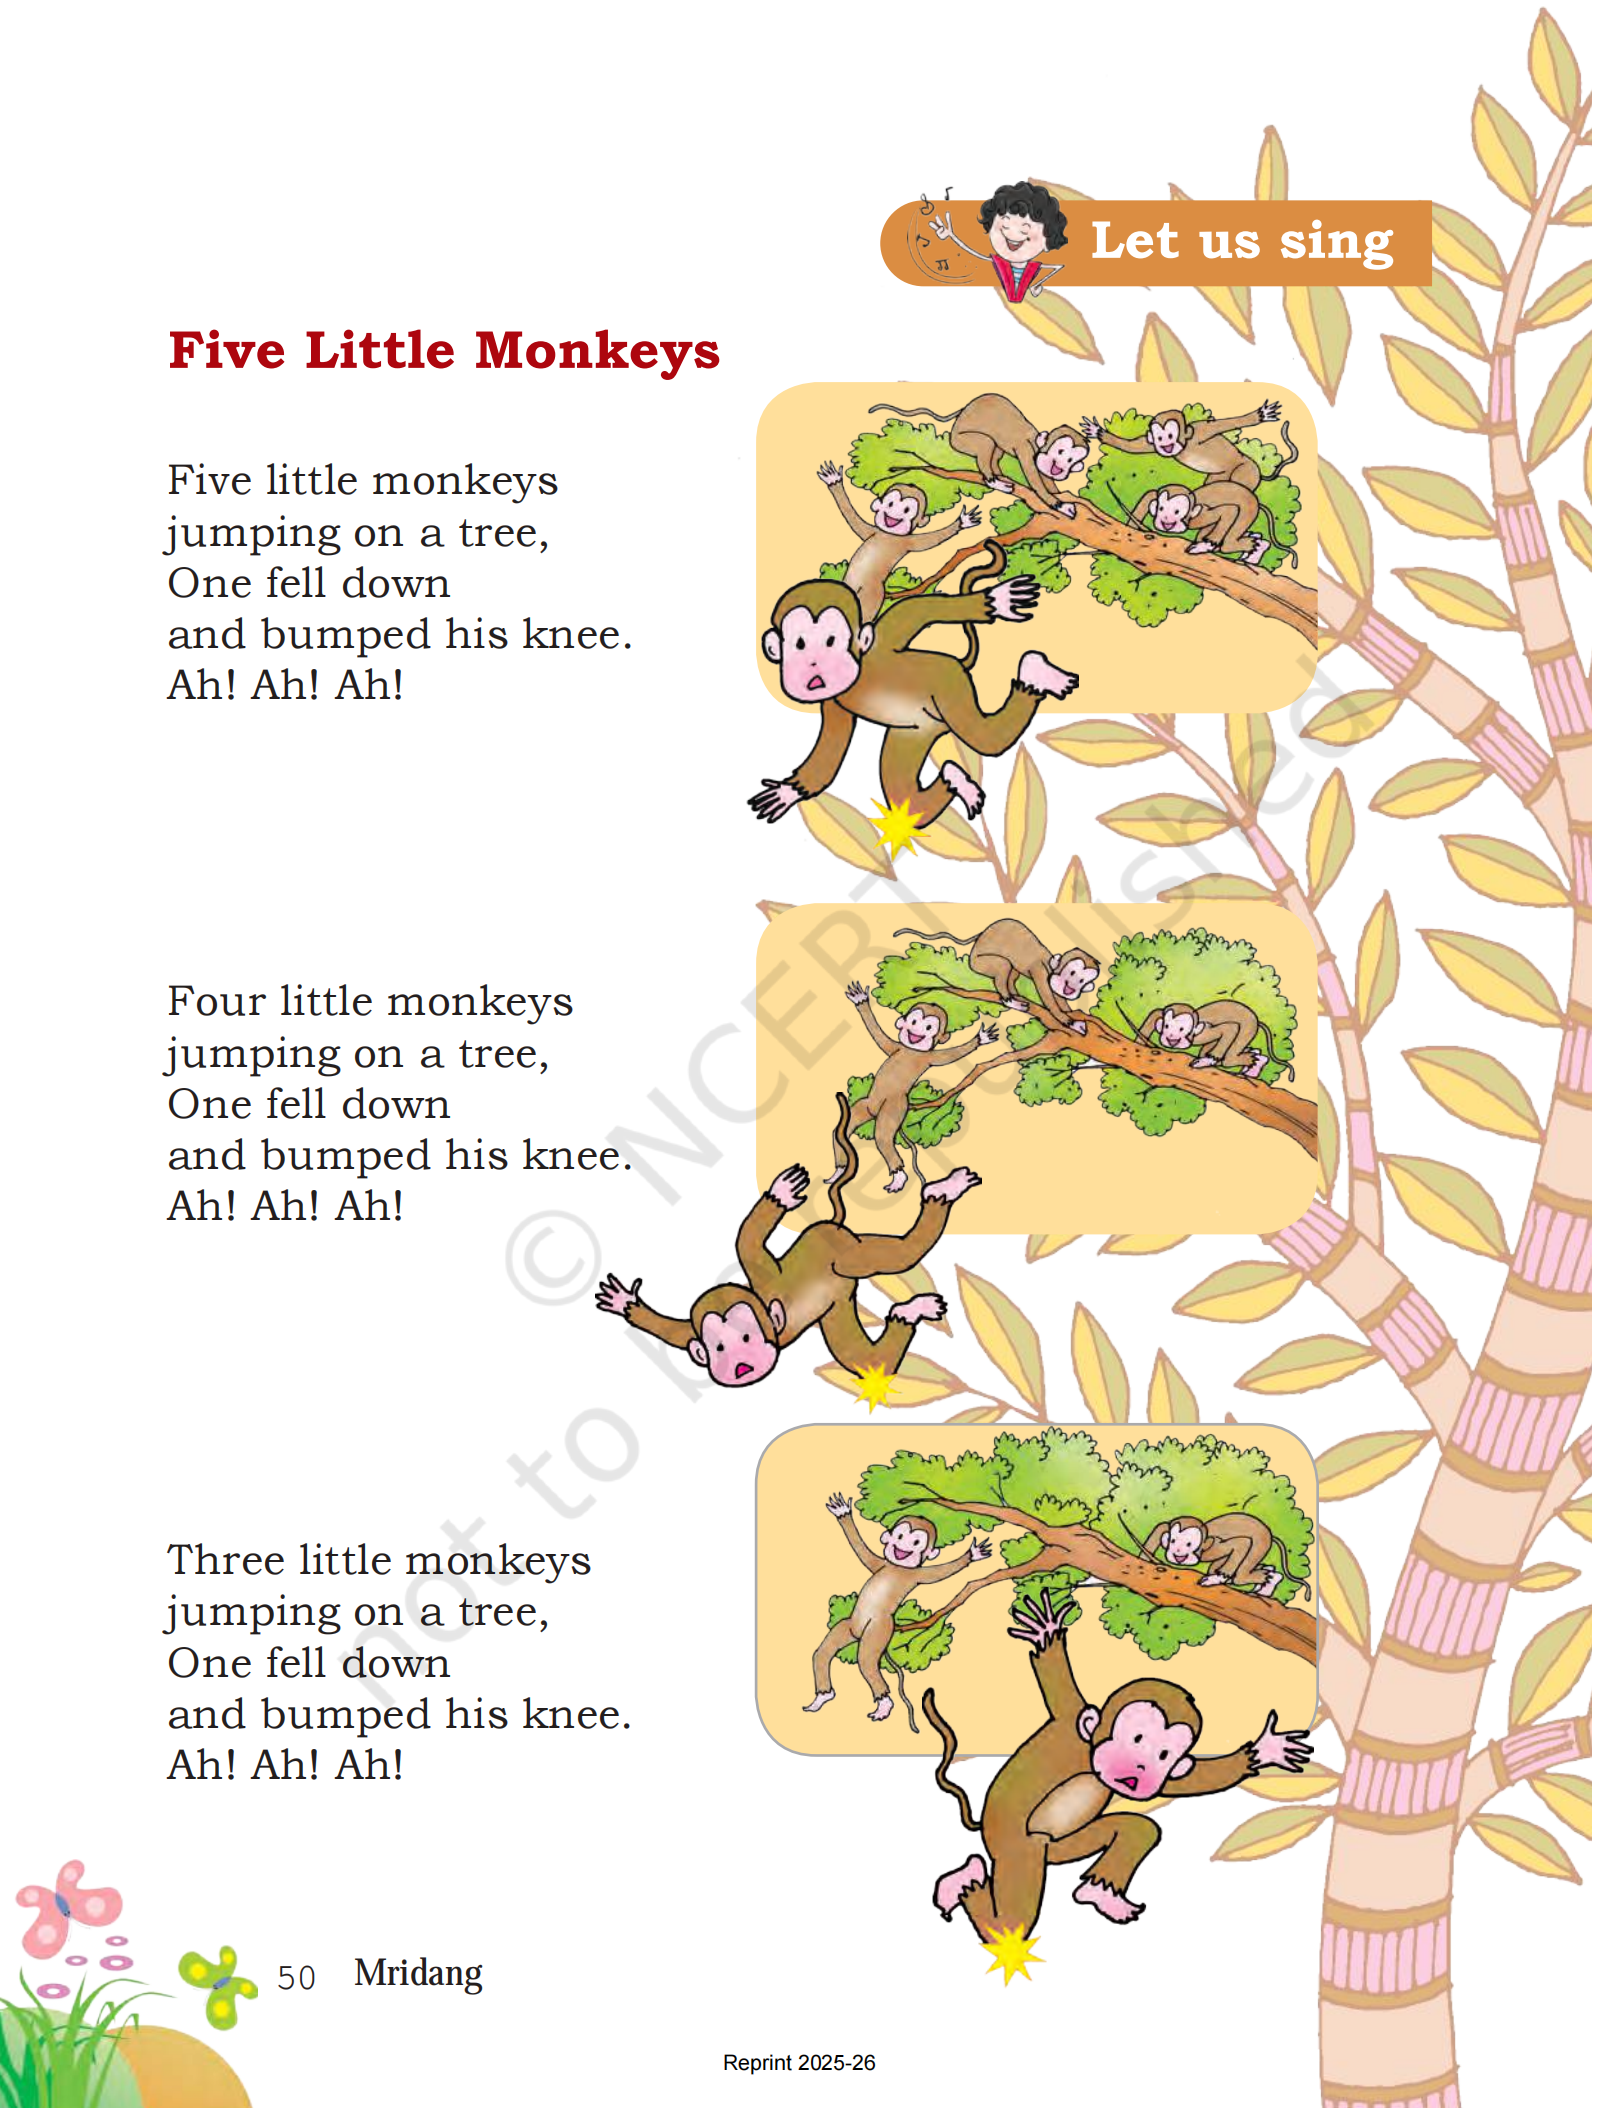 Let us sing
Five Little Monkeys
Five little monkeys
jumping on a tree,
One fell down
and bumped his knee.
Ah! Ah! Ah!
Four little monkeys
jumping on a tree,
One fell down
and bumped his knee.
Ah! Ah! Ah!
Three little monkeys
jumping on a tree,
One fell down
and bumped his knee.
Ah! Ah! Ah!
© NCERT
not to be republished
50 Mridang
Reprint 2025-26